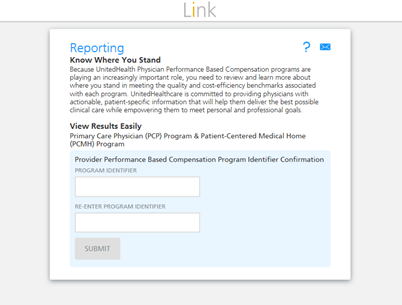 Link
Reporting
?
Know Where You Stand
Because UnitedHealth Physician Performance Based Compensation programs are
playing an increasingly important role, you need to review and learn more about
where you stand in meeting the quality and cost-efficiency benchmarks associated
with each program. UnitedHealthcare is committed to providing physicians with
actionable, patient-specific information that will help them deliver the best possible
clinical care while empowering them to meet personal and professional goals.
View Results Easily
Primary Care Physician (PCP) Program & Patient-Centered Medical Home
(PCMH) Program
Provider Performance Based Compensation Program Identifier Confirmation
PROGRAM IDENTIFIER
RE-ENTER PROGRAM IDENTIFIER
SUBMIT